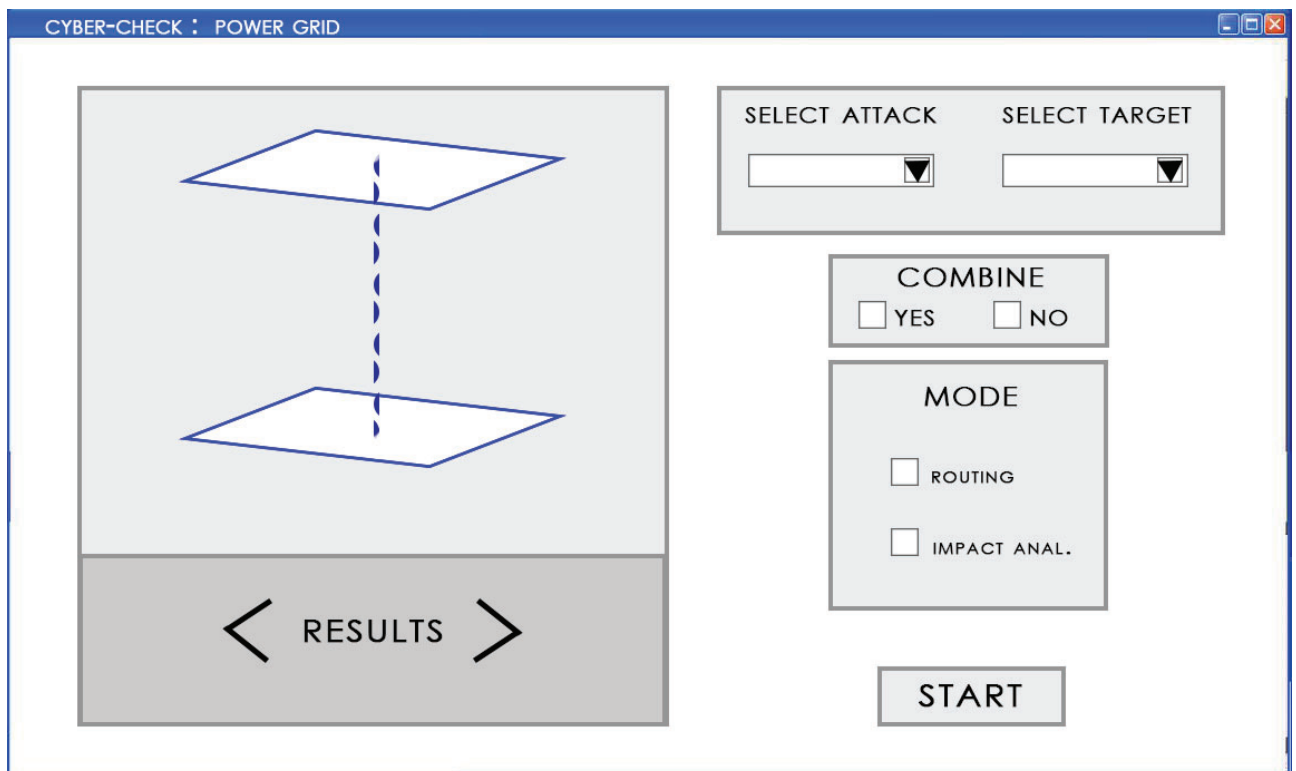 CYBER-CHECK : POWER GRID
SELECT ATTACK
SELECT TARGET
COMBINE
YES
NO
MODE
ROUTING
IMPACT ANAL.
< RESULTS >
START